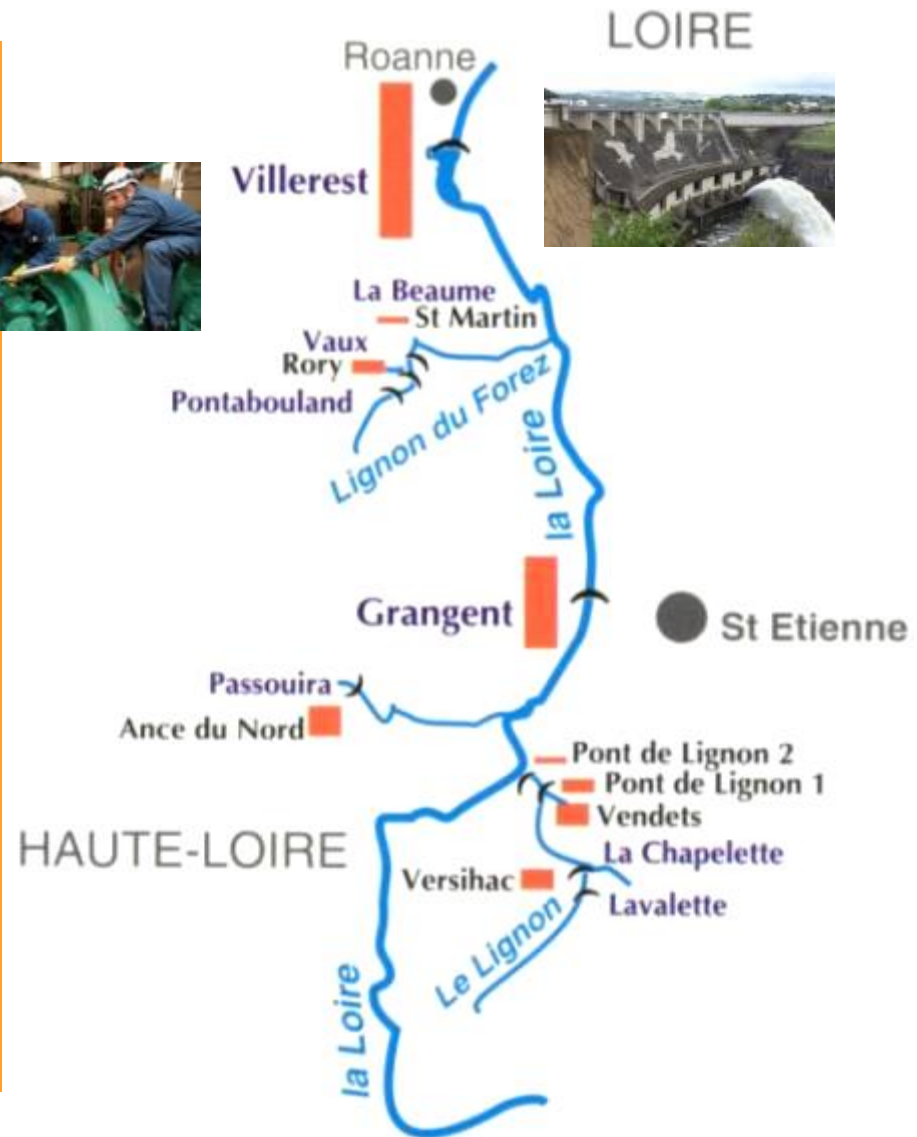 LOIRE
Roanne
Villerest
La Beaume
St Martin
Vaux
Rory
Pontabouland
Lignon du Forez
la Loire
Grangent
St Etienne
Passouira
Ance du Nord
Pont de Lignon 2
Pont de Lignon 1
Vendets
HAUTE-LOIRE
La Chapelette
Versihac
Lavalette
Le Lignon
la Loire